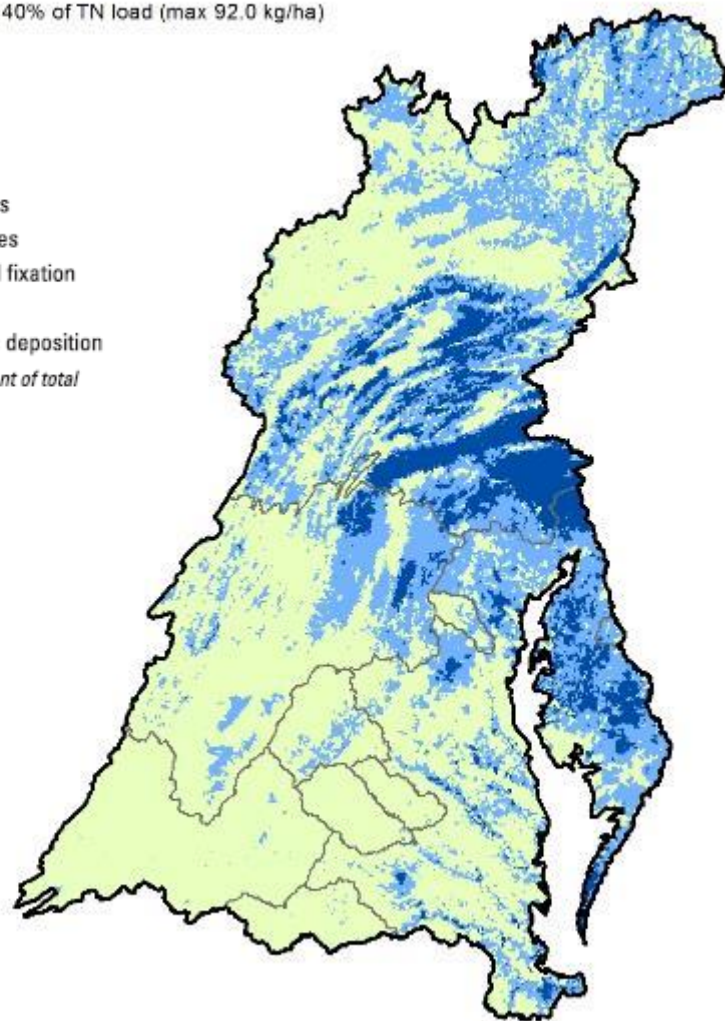 40% of TN load (max 92.0 kg/ha)
s
es
fixation
deposition
nt of total